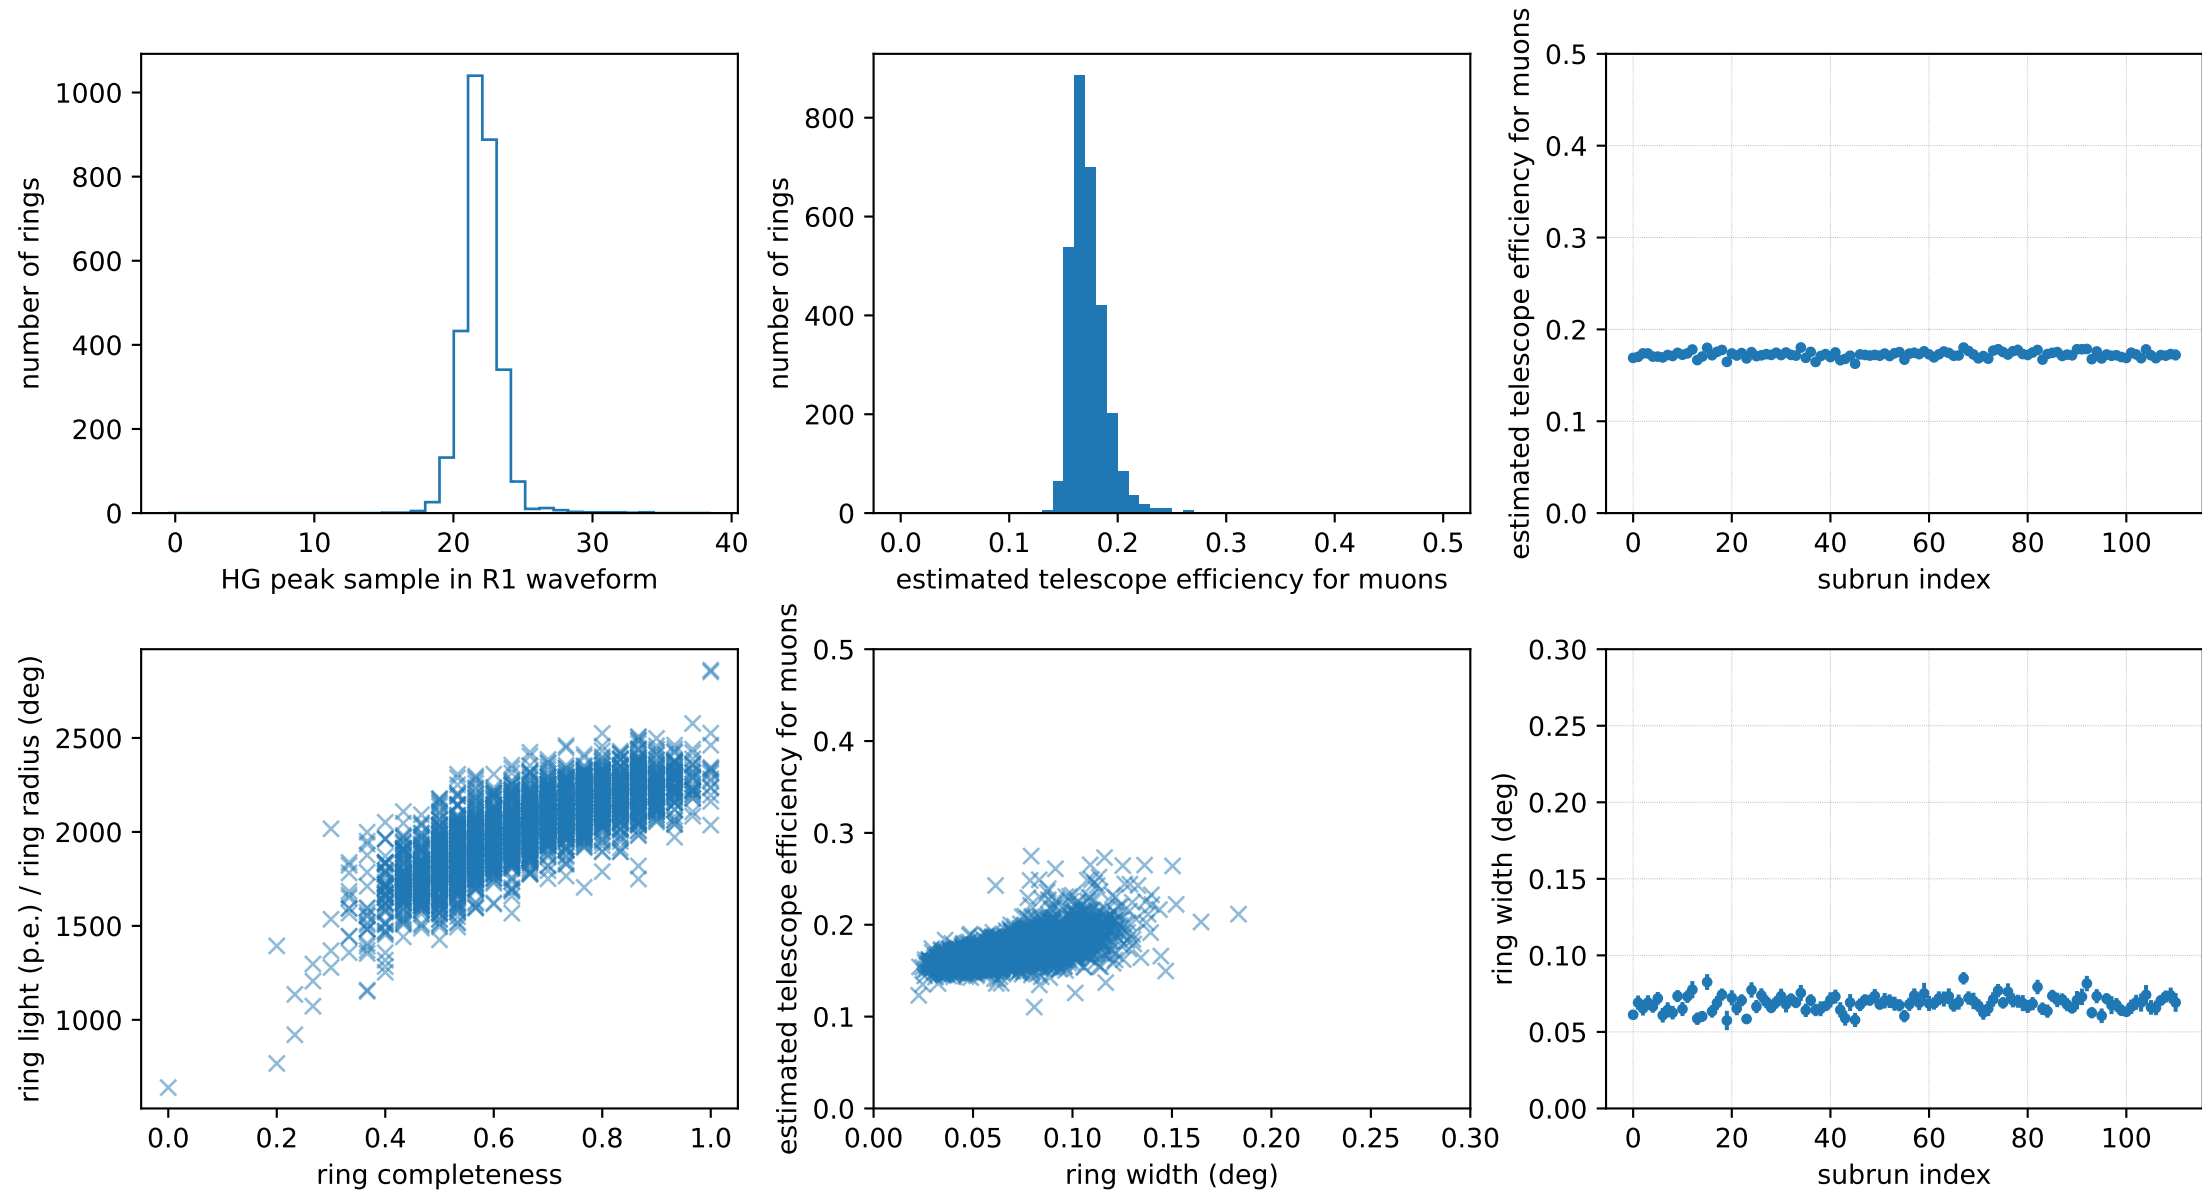 1000
800
600
400
200
0
number of rings
0 10 20 30 40
HG peak sample in R1 waveform
800
600
400
200
0
number of rings
0.0 0.1 0.2 0.3 0.4 0.5
estimated telescope efficiency for muons
0.5
0.4
0.3
0.2
0.1
0.0
estimated telescope efficiency for muons
0 20 40 60 80 100
subrun index
2500
2000
1500
1000
ring light (p.e.) / ring radius (deg)
0.0 0.2 0.4 0.6 0.8 1.0
ring completeness
0.5
0.4
0.3
0.2
0.1
0.0
estimated telescope efficiency for muons
0.00 0.05 0.10 0.15 0.20 0.25 0.30
ring width (deg)
0.30
0.25
0.20
0.15
0.10
0.05
0.00
ring width (deg)
0 20 40 60 80 100
subrun index